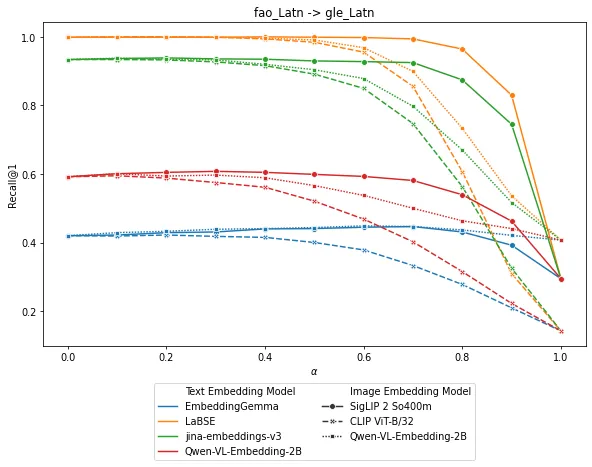 fao_Latn -> gle_Latn
Recall@1
1.0
0.8
0.6
0.4
0.2
0.0 0.2 0.4 0.6 0.8 1.0
α
Text Embedding Model Image Embedding Model
EmbeddingGemma SigLIP 2 So400m
LaBSE CLIP ViT-B/32
jina-embeddings-v3 Qwen-VL-Embedding-2B
Qwen-VL-Embedding-2B